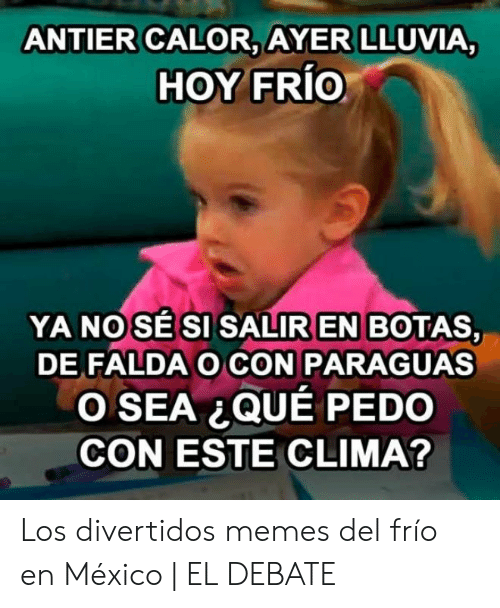 ANTIER CALOR, AYER LLUVIA,
HOY FRÍO
YA NO SÉ SI SALIR EN BOTAS,
DE FALDA O CON PARAGUAS
O SEA ¿QUÉ PEDO
CON ESTE CLIMA?
Los divertidos memes del frío
en México | EL DEBATE